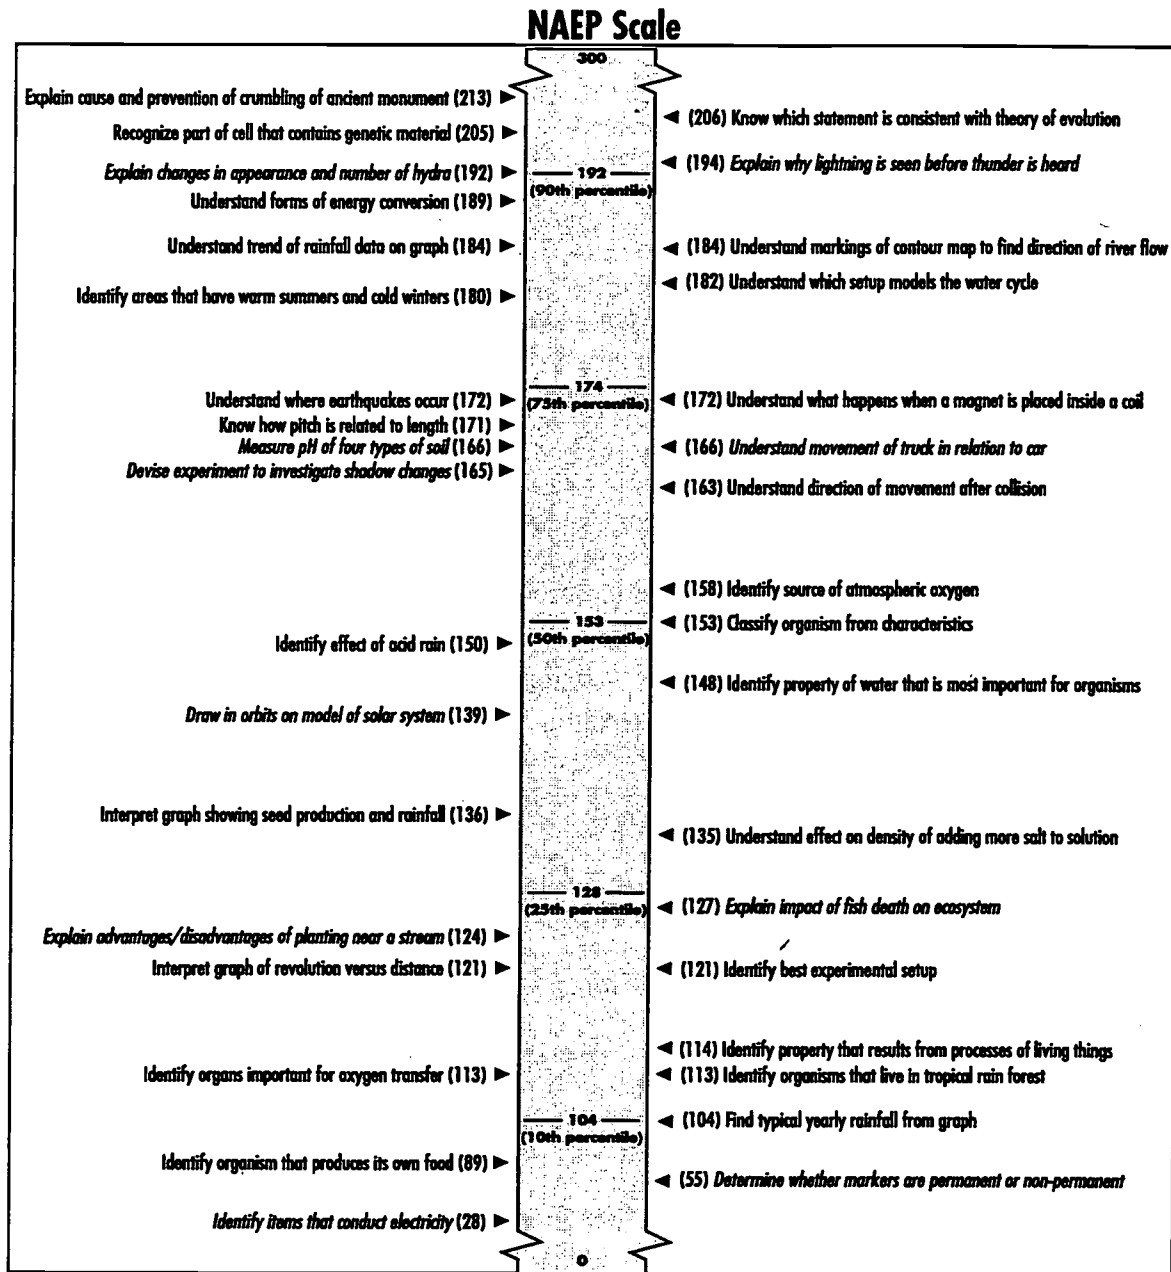 NAEP Scale
300
Explain cause and prevention of crumbling of ancient monument (213) ►
◄ (206) Know which statement is consistent with theory of evolution
Recognize part of cell that contains genetic material (205) ►
◄ (194) Explain why lightning is seen before thunder is heard
Explain changes in appearance and number of hydra (192) ►
192
(90th percentile)
Understand forms of energy conversion (189) ►
Understand trend of rainfall data on graph (184) ►
◄ (184) Understand markings of contour map to find direction of river flow
◄ (182) Understand which setup models the water cycle
Identify areas that have warm summers and cold winters (180) ►
174
(75th percentile)
Understand where earthquakes occur (172) ►
◄ (172) Understand what happens when a magnet is placed inside a coil
Know how pitch is related to length (171) ►
Measure pH of four types of soil (166) ►
◄ (166) Understand movement of truck in relation to car
Devise experiment to investigate shadow changes (165) ►
◄ (163) Understand direction of movement after collision
◄ (158) Identify source of atmospheric oxygen
153
(50th percentile)
◄ (153) Classify organism from characteristics
Identify effect of acid rain (150) ►
◄ (148) Identify property of water that is most important for organisms
Draw in orbits on model of solar system (139) ►
Interpret graph showing seed production and rainfall (136) ►
◄ (135) Understand effect on density of adding more salt to solution
128
(25th percentile)
◄ (127) Explain impact of fish death on ecosystem
Explain advantages/disadvantages of planting near a stream (124) ►
Interpret graph of revolution versus distance (121) ►
◄ (121) Identify best experimental setup
◄ (114) Identify property that results from processes of living things
Identify organs important for oxygen transfer (113) ►
◄ (113) Identify organisms that live in tropical rain forest
104
(10th percentile)
◄ (104) Find typical yearly rainfall from graph
Identify organism that produces its own food (89) ►
◄ (55) Determine whether markers are permanent or non-permanent
Identify items that conduct electricity (28) ►
0